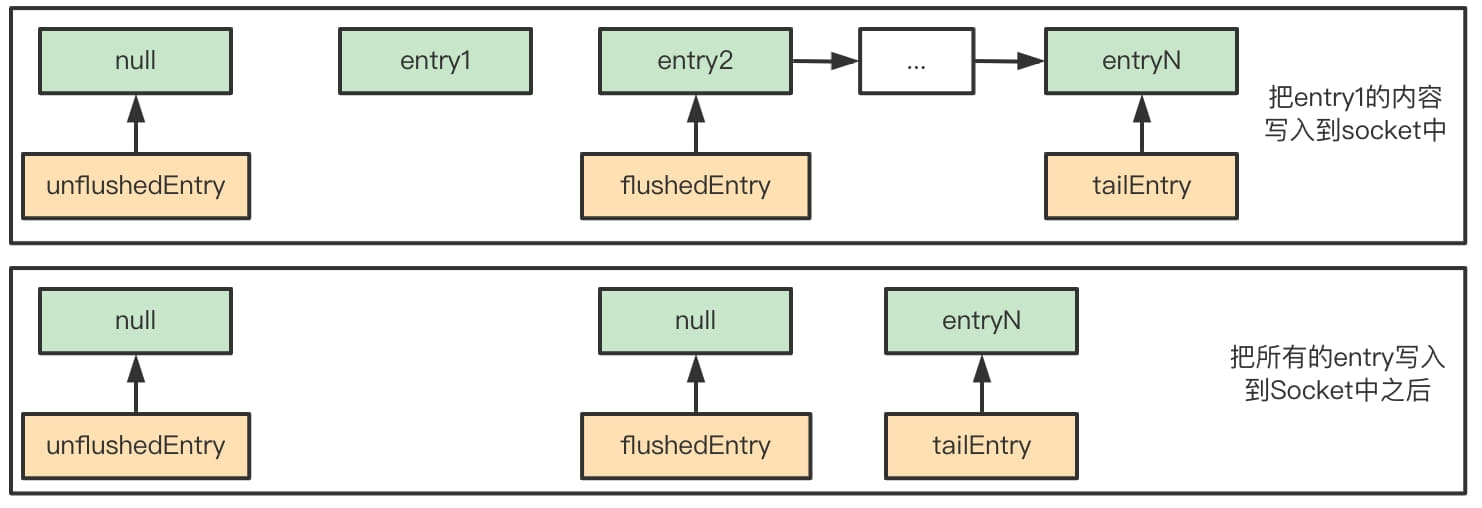 null
entry1
entry2
...
entryN
把entry1的内容
写入到socket中
unflushedEntry
flushedEntry
tailEntry
null
null
entryN
把所有的entry写入
到Socket中之后
unflushedEntry
flushedEntry
tailEntry